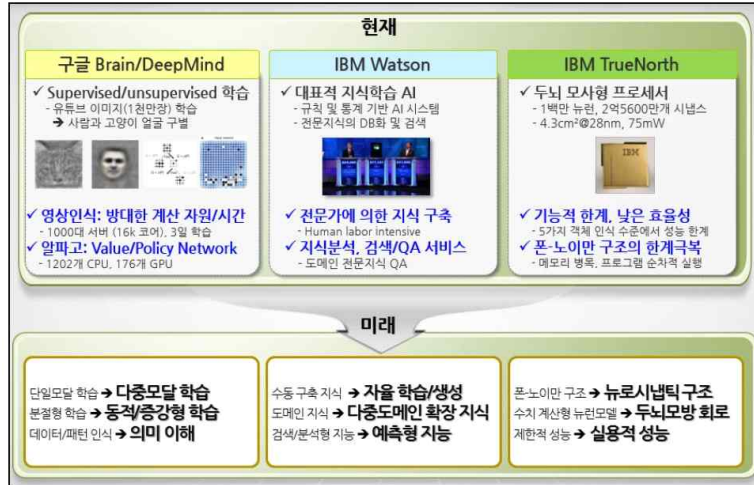 현재
구글 Brain/DeepMind
✓ Supervised/unsupervised 학습
- 유튜브 이미지(1천만장) 학습
➔ 사람과 고양이 얼굴 구별
✓ 영상인식: 방대한 계산 자원/시간
- 1000대 서버 (16k 코어), 3일 학습
✓ 알파고: Value/Policy Network
- 1202개 CPU, 176개 GPU
IBM Watson
✓ 대표적 지식학습 AI
- 규칙 및 통계 기반 AI 시스템
- 전문지식의 DB화 및 검색
✓ 전문가에 의한 지식 구축
- Human labor intensive
✓ 지식분석, 검색/QA 서비스
- 도메인 전문지식 QA
IBM TrueNorth
✓ 두뇌 모사형 프로세서
- 1백만 뉴런, 2억5600만개 시냅스
- 4.3cm²@28nm, 75mW
IBM
✓ 기능적 한계, 낮은 효율성
- 5가지 객체 인식 수준에서 성능 한계
✓ 폰-노이만 구조의 한계극복
- 메모리 병목, 프로그램 순차적 실행
미래
단일모달 학습 ➔ 다중모달 학습
분절형 학습 ➔ 동적/증강형 학습
데이터/패턴 인식 ➔ 의미 이해
수동 구축 지식 ➔ 자율 학습/생성
도메인 지식 ➔ 다중도메인 확장 지식
검색/분석형 지능 ➔ 예측형 지능
폰-노이만 구조 ➔ 뉴로시냅틱 구조
수치 계산형 뉴런모델 ➔ 두뇌모방 회로
제한적 성능 ➔ 실용적 성능